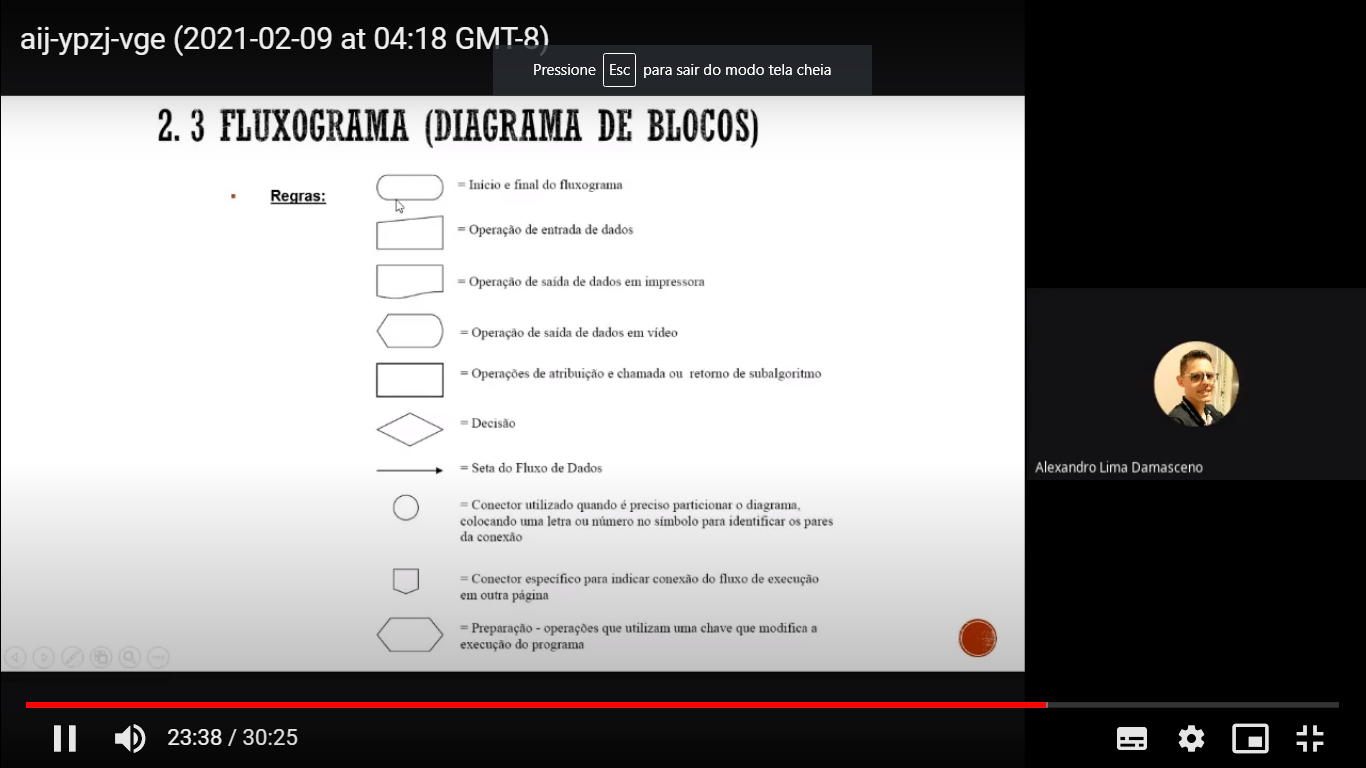 aij-ypzj-vge (2021-02-09 at 04:18 GMT-8)
Pressione Esc para sair do modo tela cheia
2.3 FLUXOGRAMA (DIAGRAMA DE BLOCOS)
▪ Regras:
= Início e final do fluxograma
= Operação de entrada de dados
= Operação de saída de dados em impressora
= Operação de saída de dados em vídeo
= Operações de atribuição e chamada ou retorno de subalgoritmo
= Decisão
= Seta do Fluxo de Dados
= Conector utilizado quando é preciso particionar o diagrama,
colocando uma letra ou número no símbolo para identificar os pares
da conexão
= Conector específico para indicar conexão do fluxo de execução
em outra página
= Preparação - operações que utilizam uma chave que modifica a
execução do programa
Alexandro Lima Damasceno
23:38 / 30:25